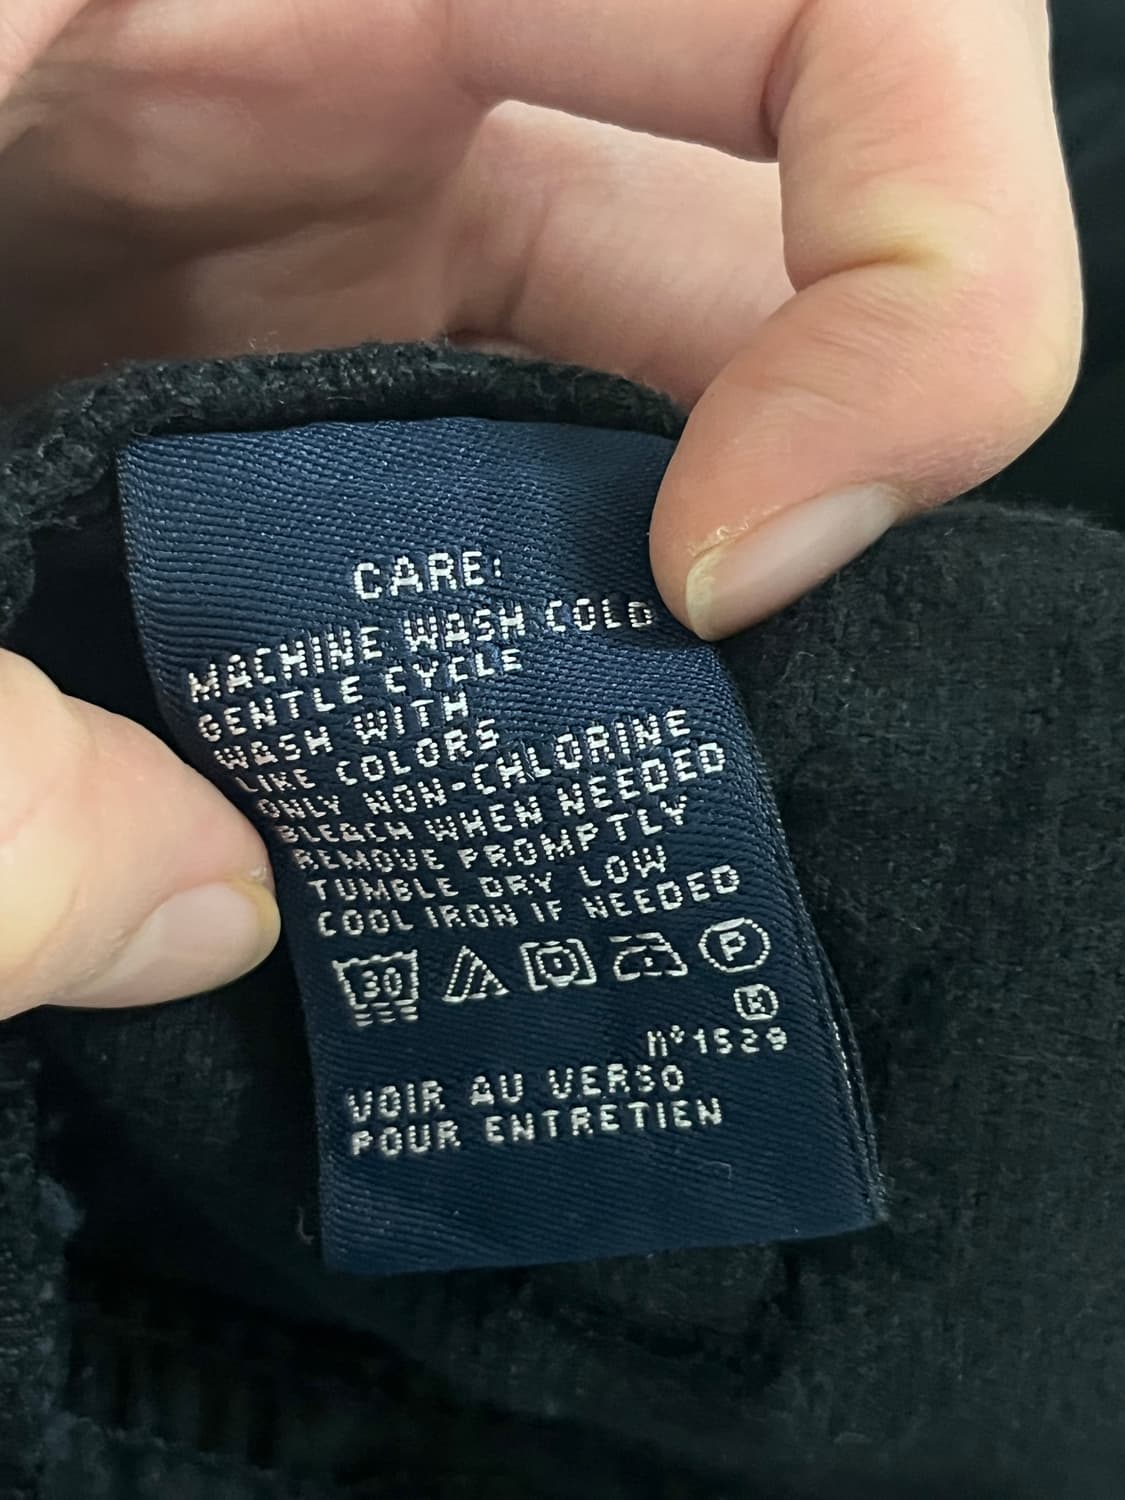 CARE:
MACHINE WASH COLD
GENTLE CYCLE
WASH WITH
LIKE COLORS
ONLY NON-CHLORINE
BLEACH WHEN NEEDED
REMOVE PROMPTLY
TUMBLE DRY LOW
COOL IRON IF NEEDED
30 P
K
n°1529
VOIR AU VERSO
POUR ENTRETIEN